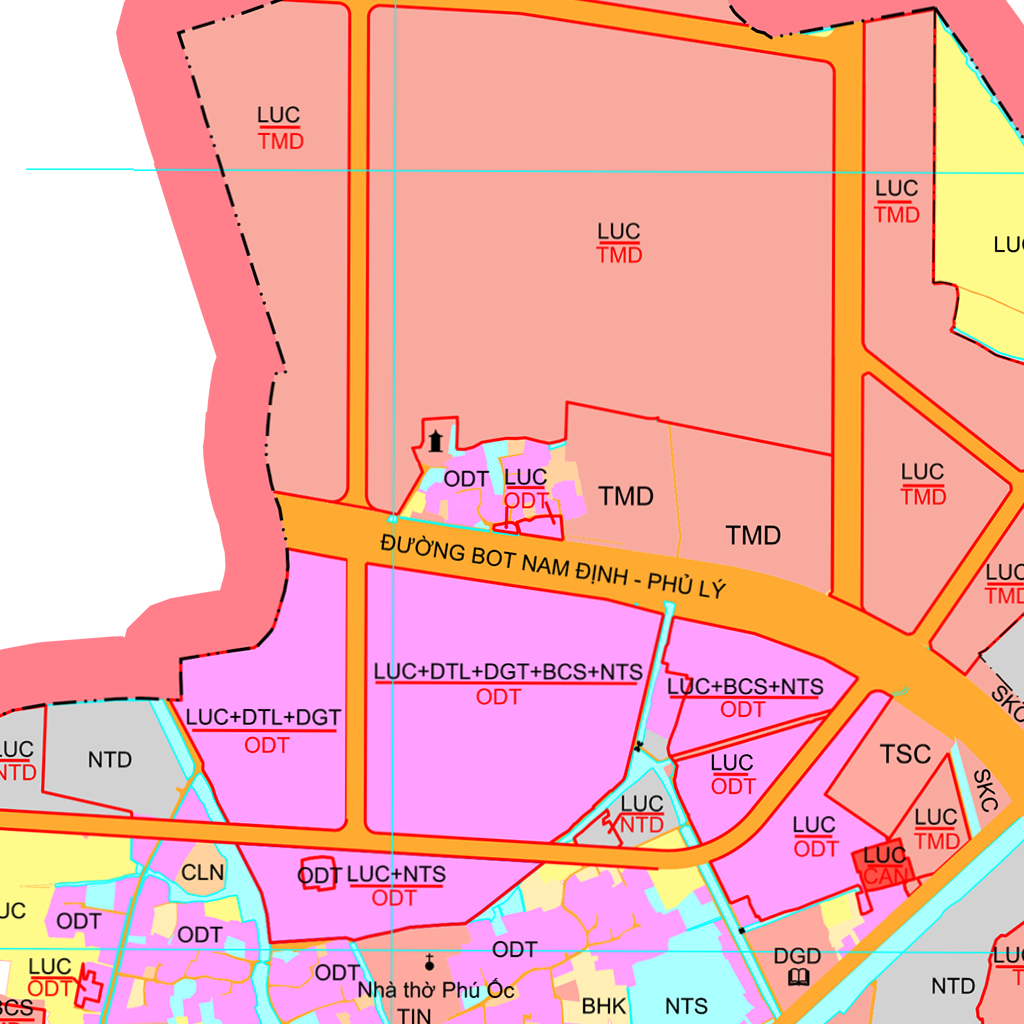 LUC
TMD
LUC
TMD
LUC
TMD
LUC
LUC
TMD
ODT
LUC
ODT
TMD
TMD
ĐƯỜNG BOT NAM ĐỊNH - PHỦ LÝ
LUC
TMD
LUC+DTL+DGT+BCS+NTS
ODT
LUC+BCS+NTS
ODT
LUC+DTL+DGT
ODT
SKC
LUC
NTD
NTD
LUC
ODT
TSC
SKC
LUC
NTD
LUC
TMD
LUC
ODT
LUC
CAN
CLN
ODT
LUC+NTS
ODT
UC
ODT
ODT
ODT
DGD
LUC
ODT
ODT
Nhà thờ Phú Ốc
TIN
BHK
NTS
NTD
LUC
BCS